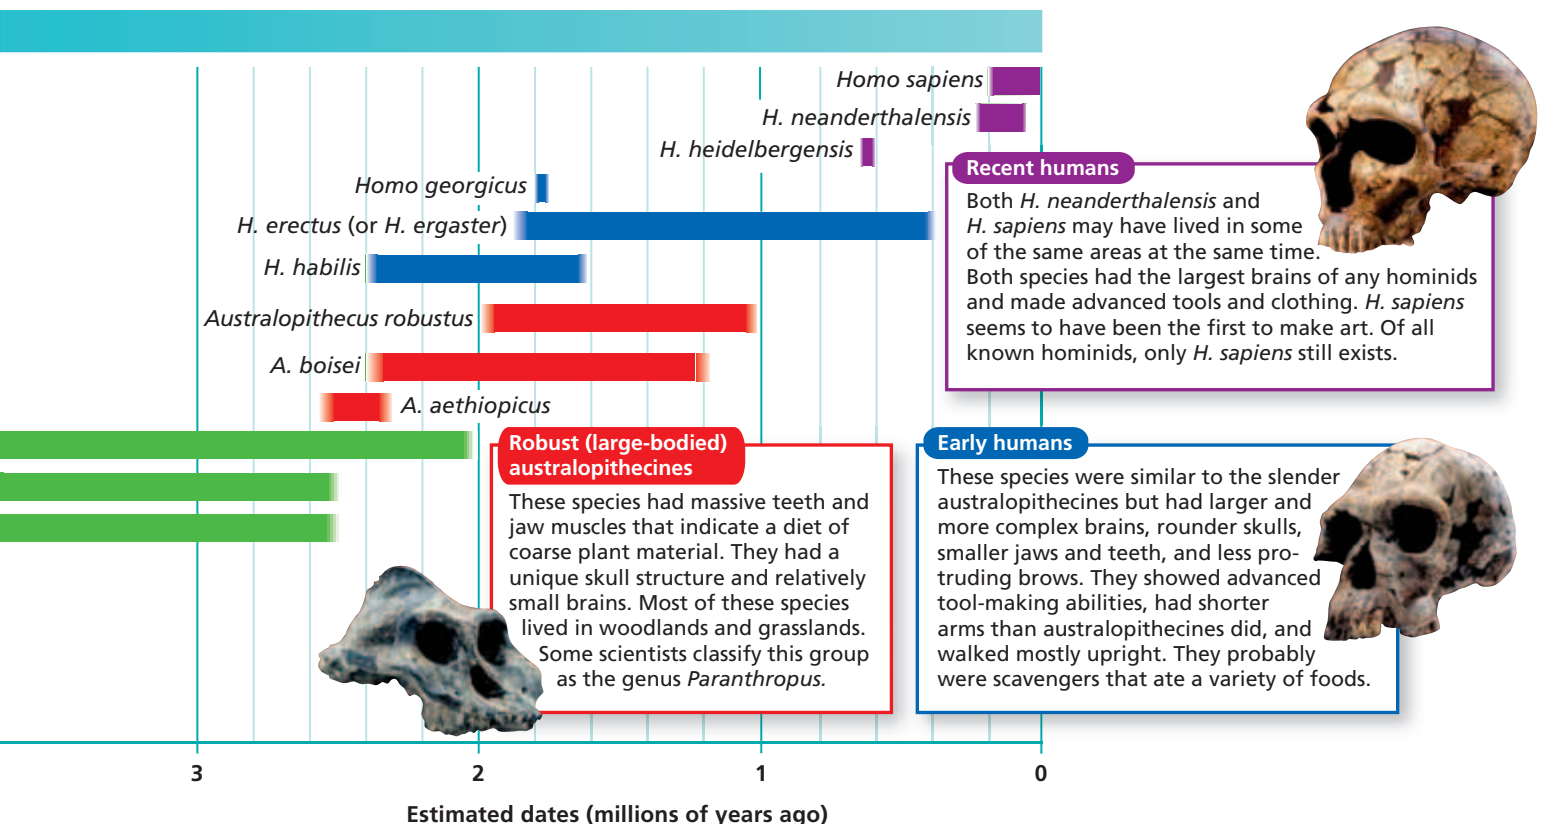 Homo sapiens
H. neanderthalensis
H. heidelbergensis
Homo georgicus
H. erectus (or H. ergaster)
H. habilis
Australopithecus robustus
A. boisei
A. aethiopicus
Recent humans
Both H. neanderthalensis and
H. sapiens may have lived in some
of the same areas at the same time.
Both species had the largest brains of any hominids
and made advanced tools and clothing. H. sapiens
seems to have been the first to make art. Of all
known hominids, only H. sapiens still exists.
Robust (large-bodied)
australopithecines
These species had massive teeth and
jaw muscles that indicate a diet of
coarse plant material. They had a
unique skull structure and relatively
small brains. Most of these species
lived in woodlands and grasslands.
Some scientists classify this group
as the genus Paranthropus.
Early humans
These species were similar to the slender
australopithecines but had larger and
more complex brains, rounder skulls,
smaller jaws and teeth, and less pro-
truding brows. They showed advanced
tool-making abilities, had shorter
arms than australopithecines did, and
walked mostly upright. They probably
were scavengers that ate a variety of foods.
3 2 1 0
Estimated dates (millions of years ago)